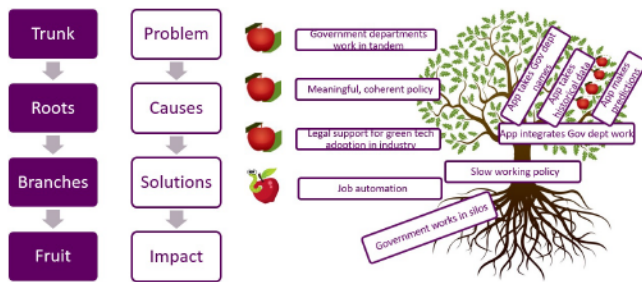 Trunk
Roots
Branches
Fruit
Problem
Causes
Solutions
Impact
Government departments
work in tandem
Meaningful, coherent policy
Legal support for green tech
adoption in industry
Job automation
App takes Gov dept
names
App takes
historical data
App makes
predictions
App integrates Gov dept work
Slow working policy
Government works in silos